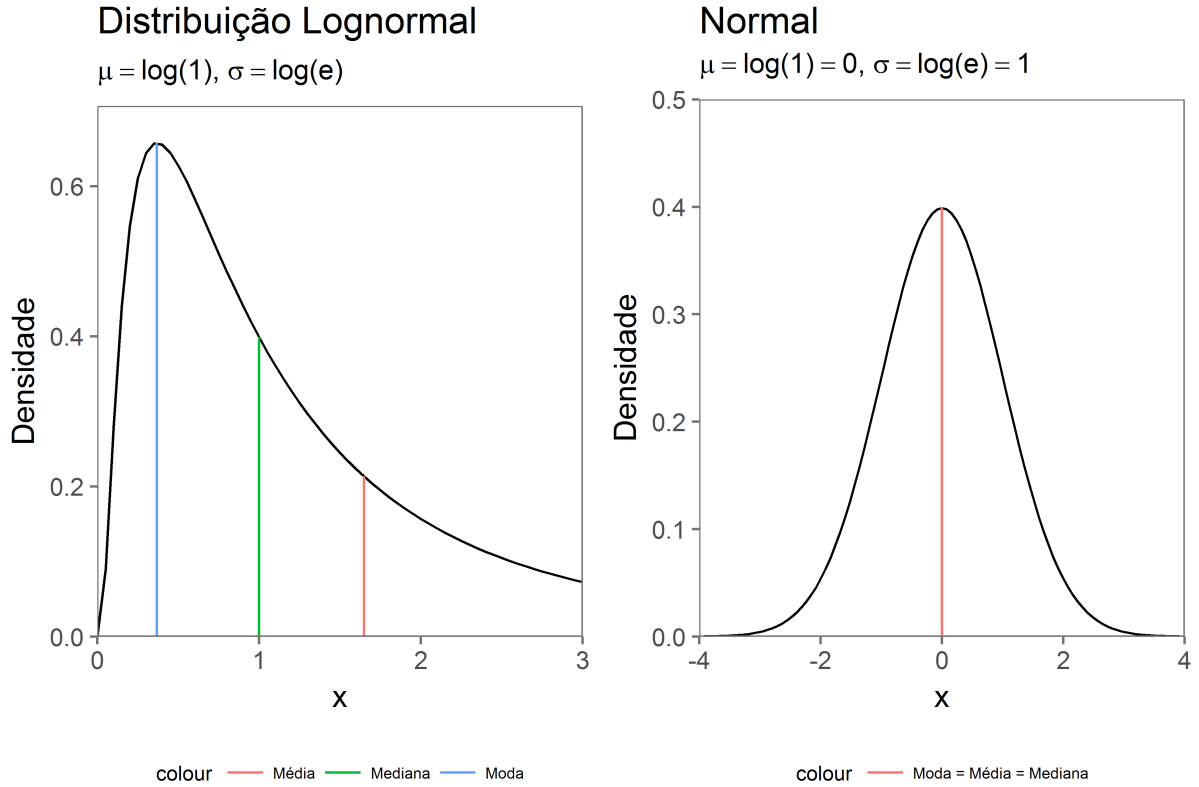 Distribuição Lognormal
μ = log(1), σ = log(e)
Densidade
0.6
0.4
0.2
0.0
0 1 2 3
x
colour Média Mediana Moda
Normal
μ = log(1) = 0, σ = log(e) = 1
Densidade
0.5
0.4
0.3
0.2
0.1
0.0
-4 -2 0 2 4
x
colour Moda = Média = Mediana